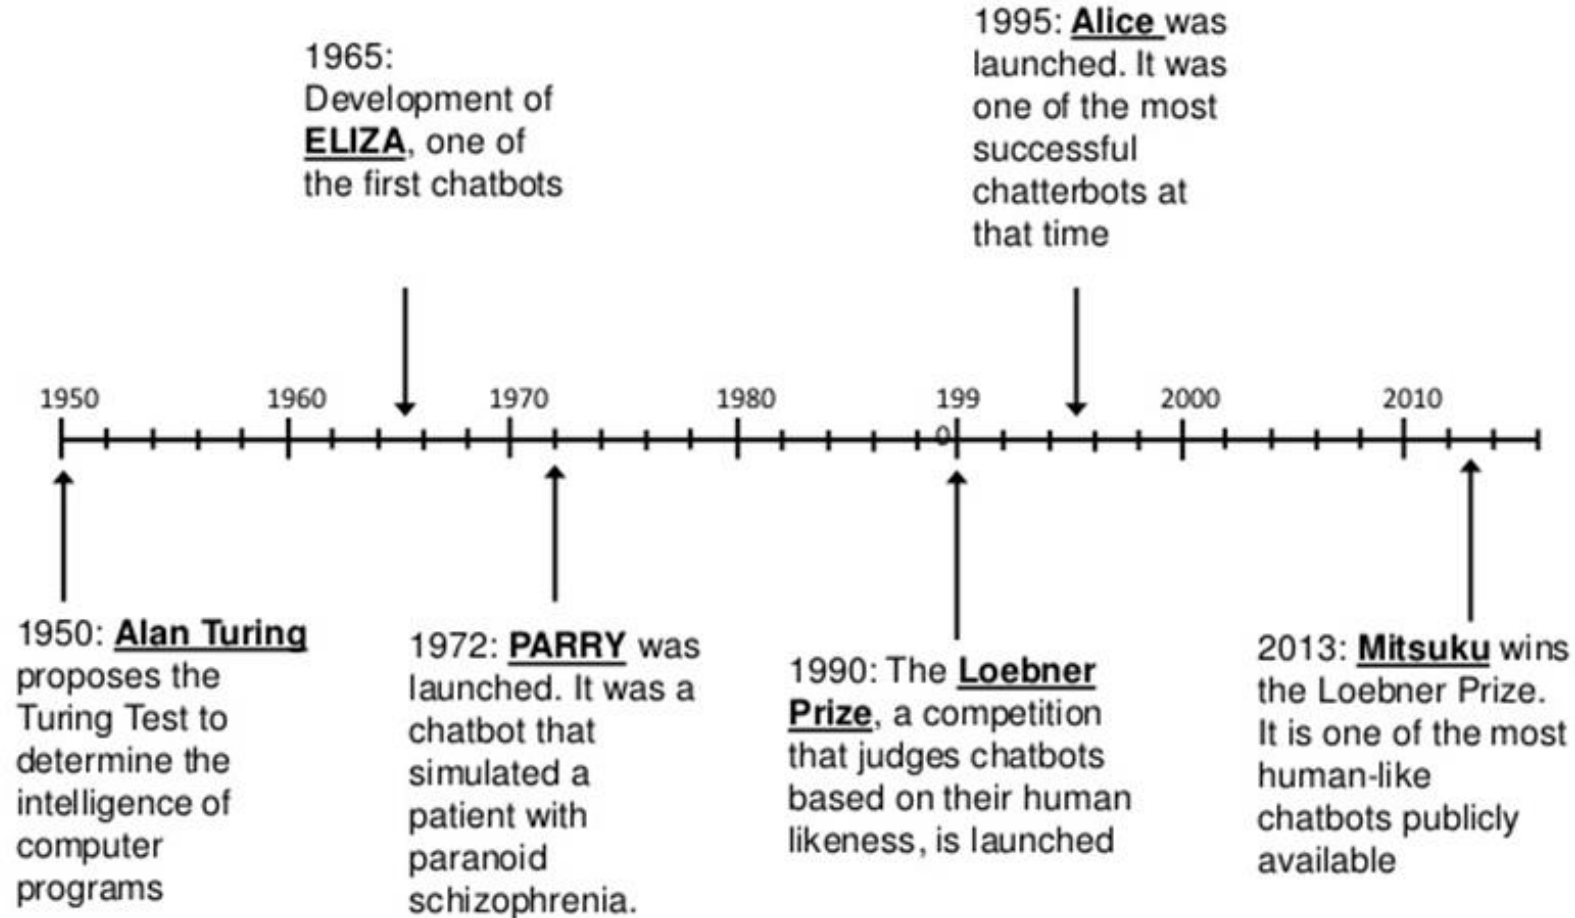 1965:
Development of
ELIZA, one of
the first chatbots
1995: Alice was
launched. It was
one of the most
successful
chatterbots at
that time
1950
1960
1970
1980
199
0
2000
2010
1950: Alan Turing
proposes the
Turing Test to
determine the
intelligence of
computer
programs
1972: PARRY was
launched. It was a
chatbot that
simulated a
patient with
paranoid
schizophrenia.
1990: The Loebner
Prize, a competition
that judges chatbots
based on their human
likeness, is launched
2013: Mitsuku wins
the Loebner Prize.
It is one of the most
human-like
chatbots publicly
available